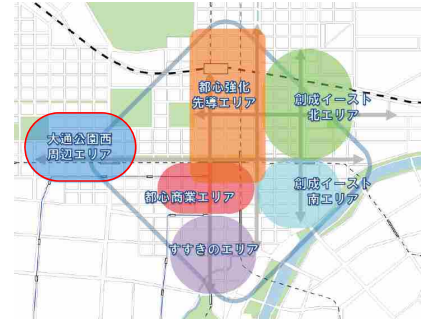 都心強化
先導エリア
創成イースト
北エリア
大通公園西
周辺エリア
都心商業エリア
創成イースト
南エリア
すすきのエリア